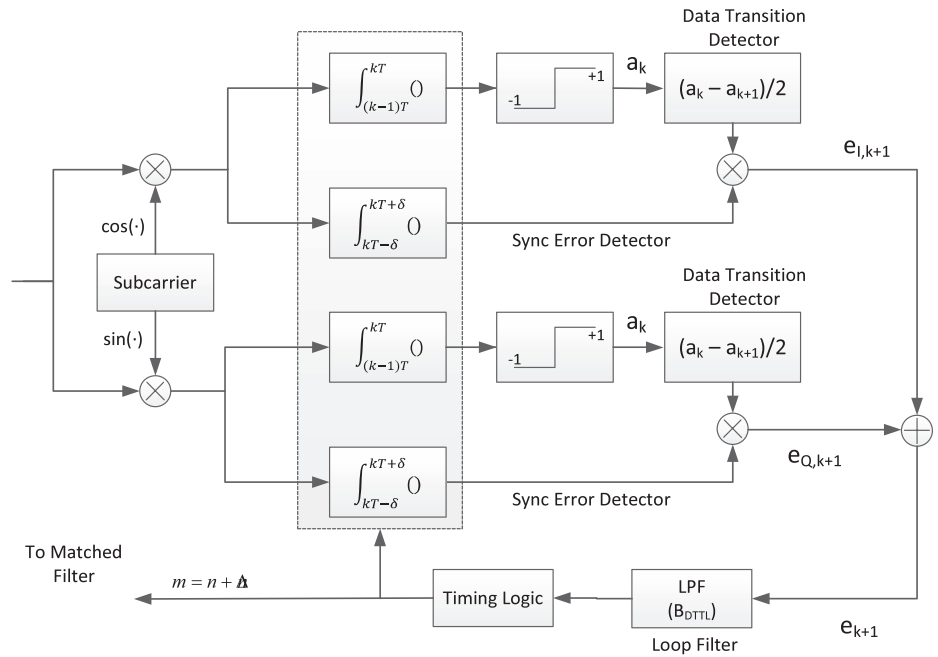 Data Transition
Detector
∫_{(k−1)T}^{kT} ()
-1 +1
a_k
(a_k − a_{k+1})/2
e_{I,k+1}
cos(·)
∫_{kT−δ}^{kT+δ} ()
Sync Error Detector
Subcarrier
Data Transition
Detector
sin(·)
∫_{(k−1)T}^{kT} ()
-1 +1
a_k
(a_k − a_{k+1})/2
e_{Q,k+1}
∫_{kT−δ}^{kT+δ} ()
Sync Error Detector
To Matched
Filter
m = n +
Timing Logic
LPF
(B_{DTTL})
Loop Filter
e_{k+1}